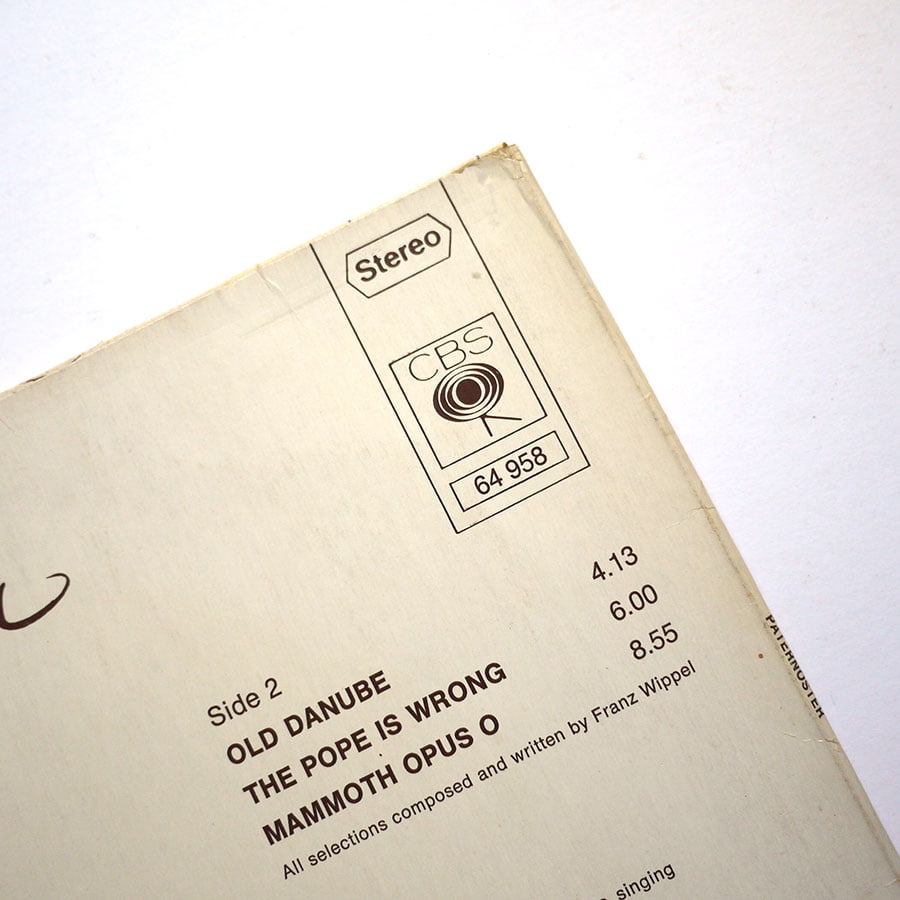 Stereo
CBS
64 958
Side 2
OLD DANUBE 4.13
THE POPE IS WRONG 6.00
MAMMOTH OPUS O 8.55
All selections composed and written by Franz Wippel
singing
PATERNOSTER